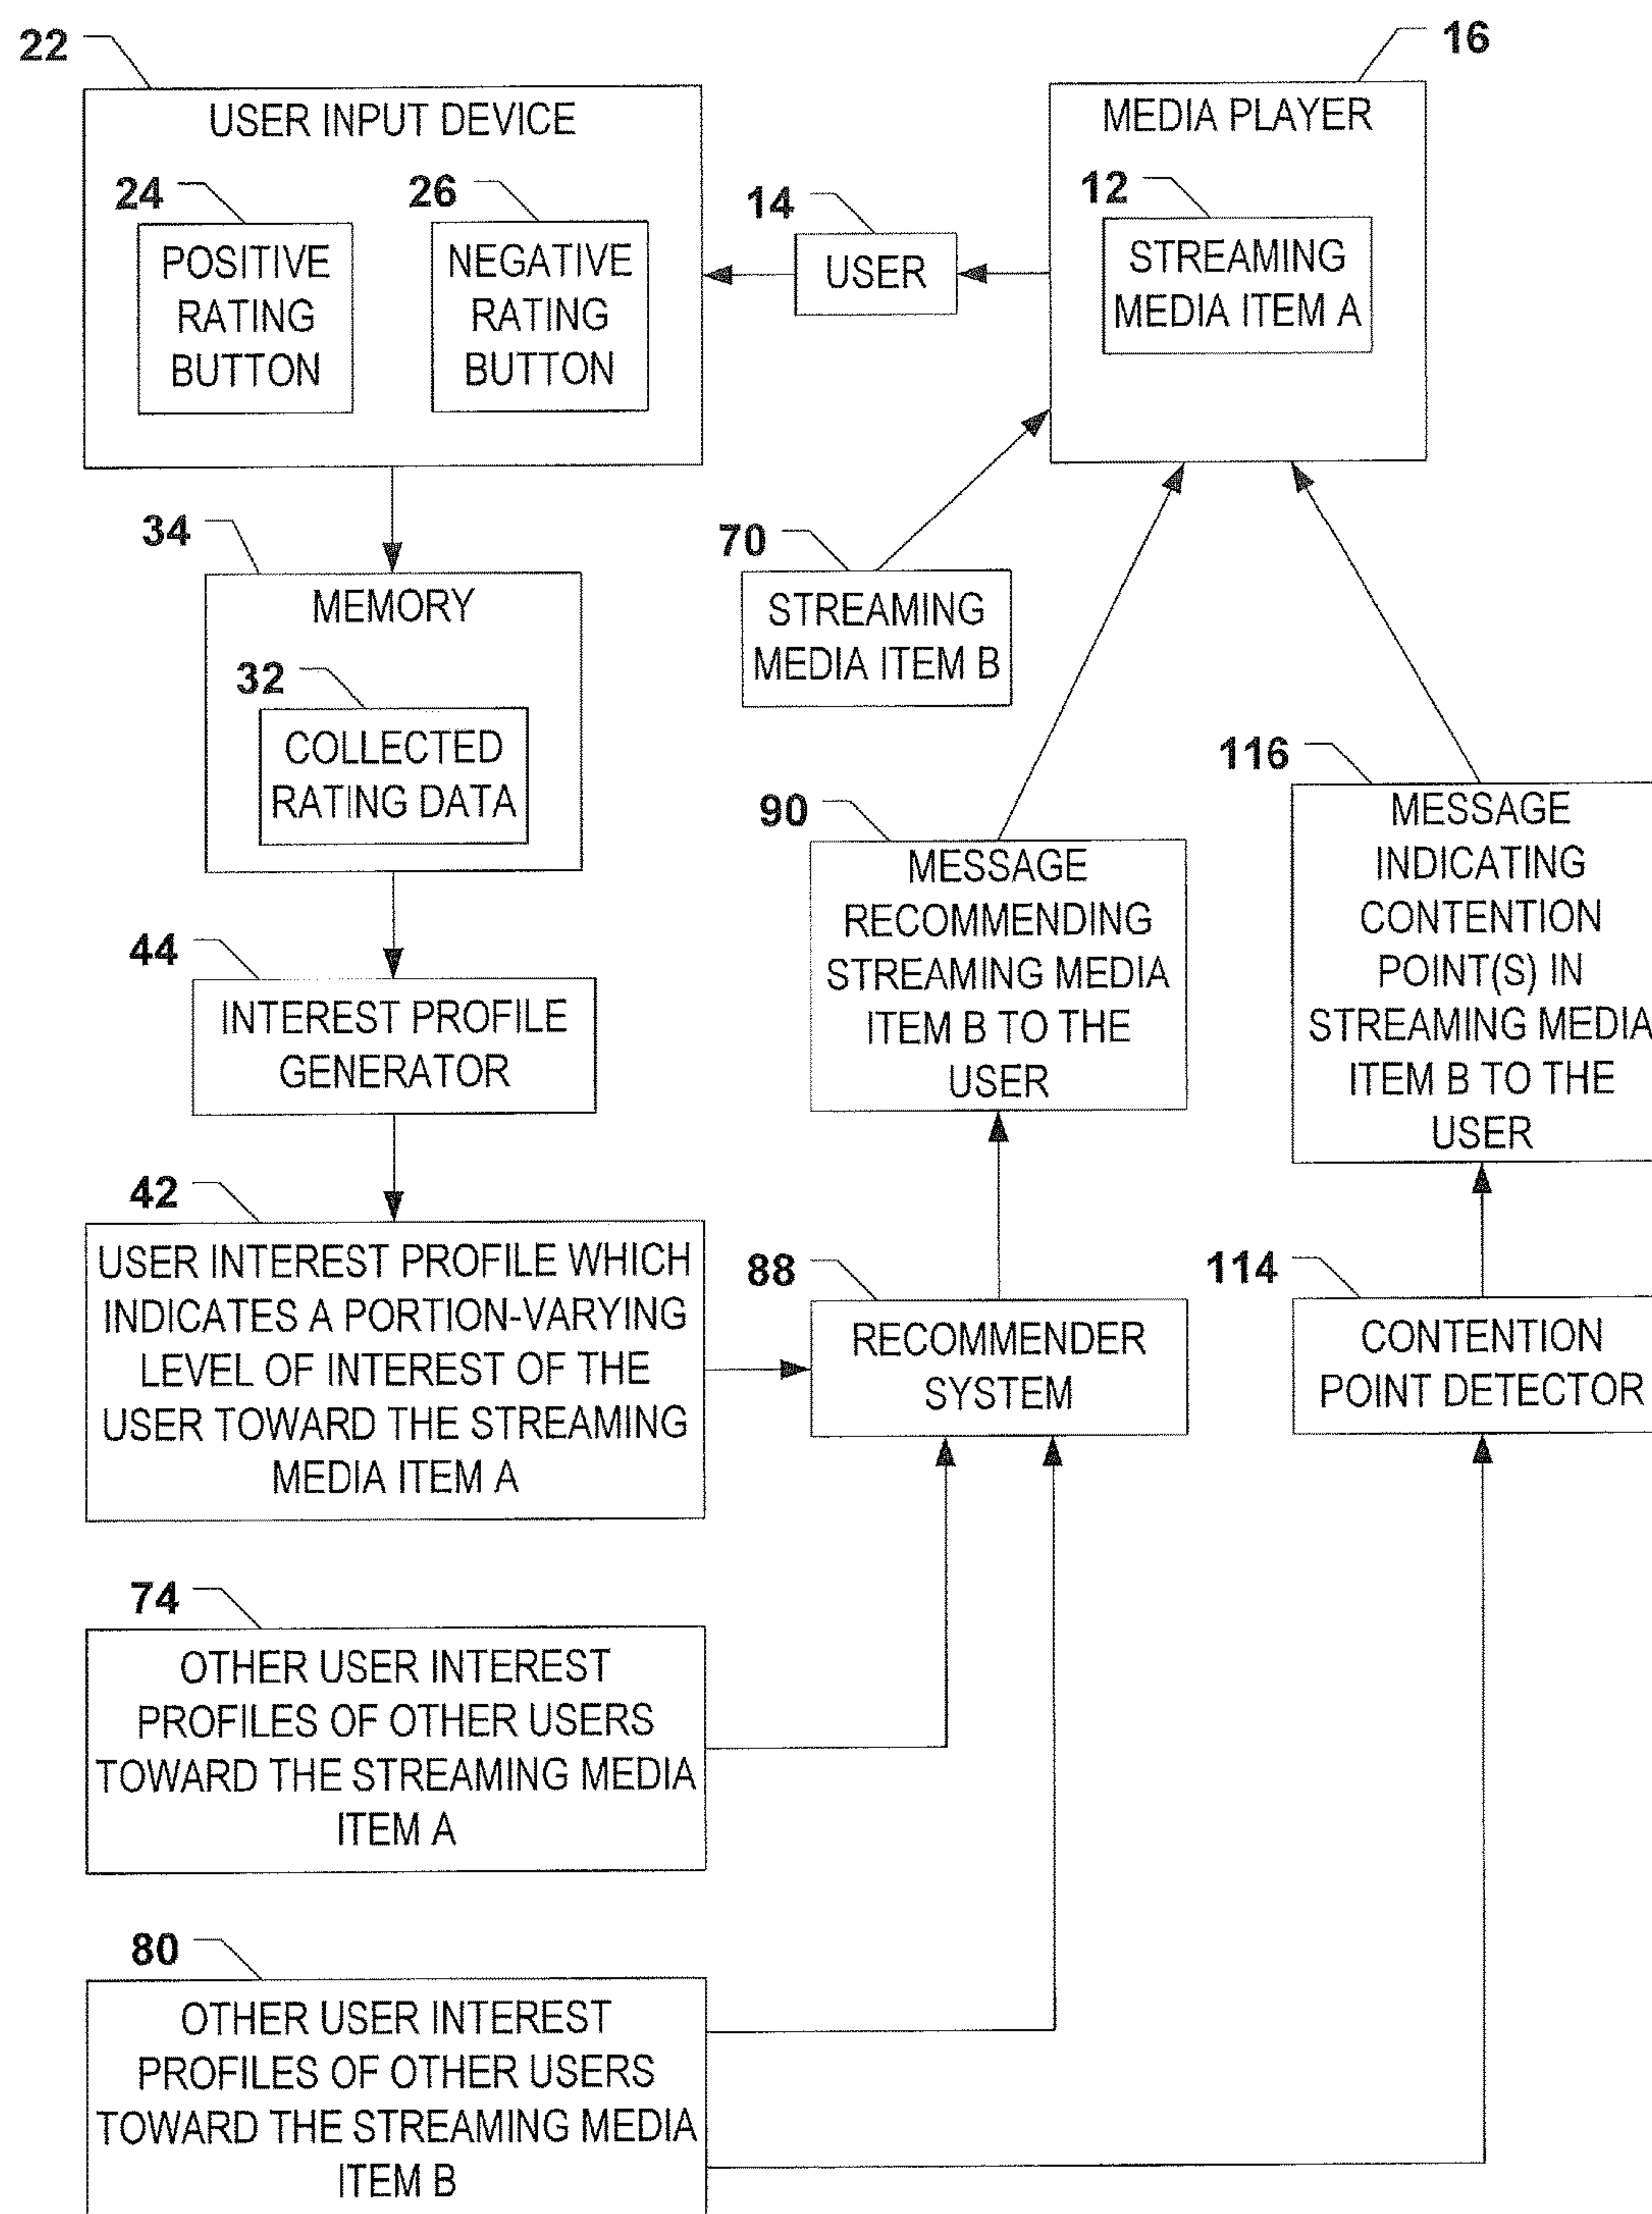 22
USER INPUT DEVICE
24
POSITIVE
RATING
BUTTON
26
NEGATIVE
RATING
BUTTON
14
USER
16
MEDIA PLAYER
12
STREAMING
MEDIA ITEM A
34
MEMORY
32
COLLECTED
RATING DATA
70
STREAMING
MEDIA ITEM B
44
INTEREST PROFILE
GENERATOR
90
MESSAGE
RECOMMENDING
STREAMING MEDIA
ITEM B TO THE
USER
116
MESSAGE
INDICATING
CONTENTION
POINT(S) IN
STREAMING MEDIA
ITEM B TO THE
USER
42
USER INTEREST PROFILE WHICH
INDICATES A PORTION-VARYING
LEVEL OF INTEREST OF THE
USER TOWARD THE STREAMING
MEDIA ITEM A
88
RECOMMENDER
SYSTEM
114
CONTENTION
POINT DETECTOR
74
OTHER USER INTEREST
PROFILES OF OTHER USERS
TOWARD THE STREAMING MEDIA
ITEM A
80
OTHER USER INTEREST
PROFILES OF OTHER USERS
TOWARD THE STREAMING MEDIA
ITEM B